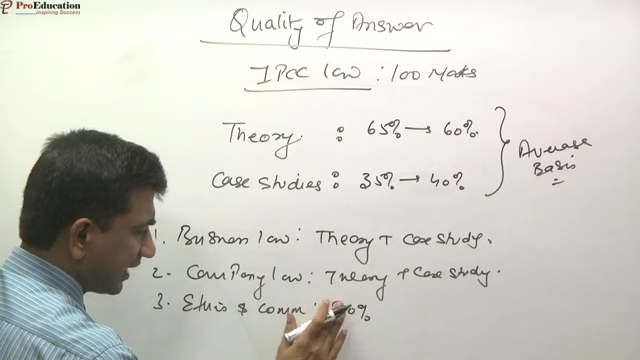 ProEducation
Inspiring Success
Quality of Answer
IPCC law : 100 Marks
Theory : 65% → 60%
Case studies : 35% → 40%
Average Basis
1. Business law : Theory + case study.
2. Company law : Theory + case study.
3. Ethics & comm :